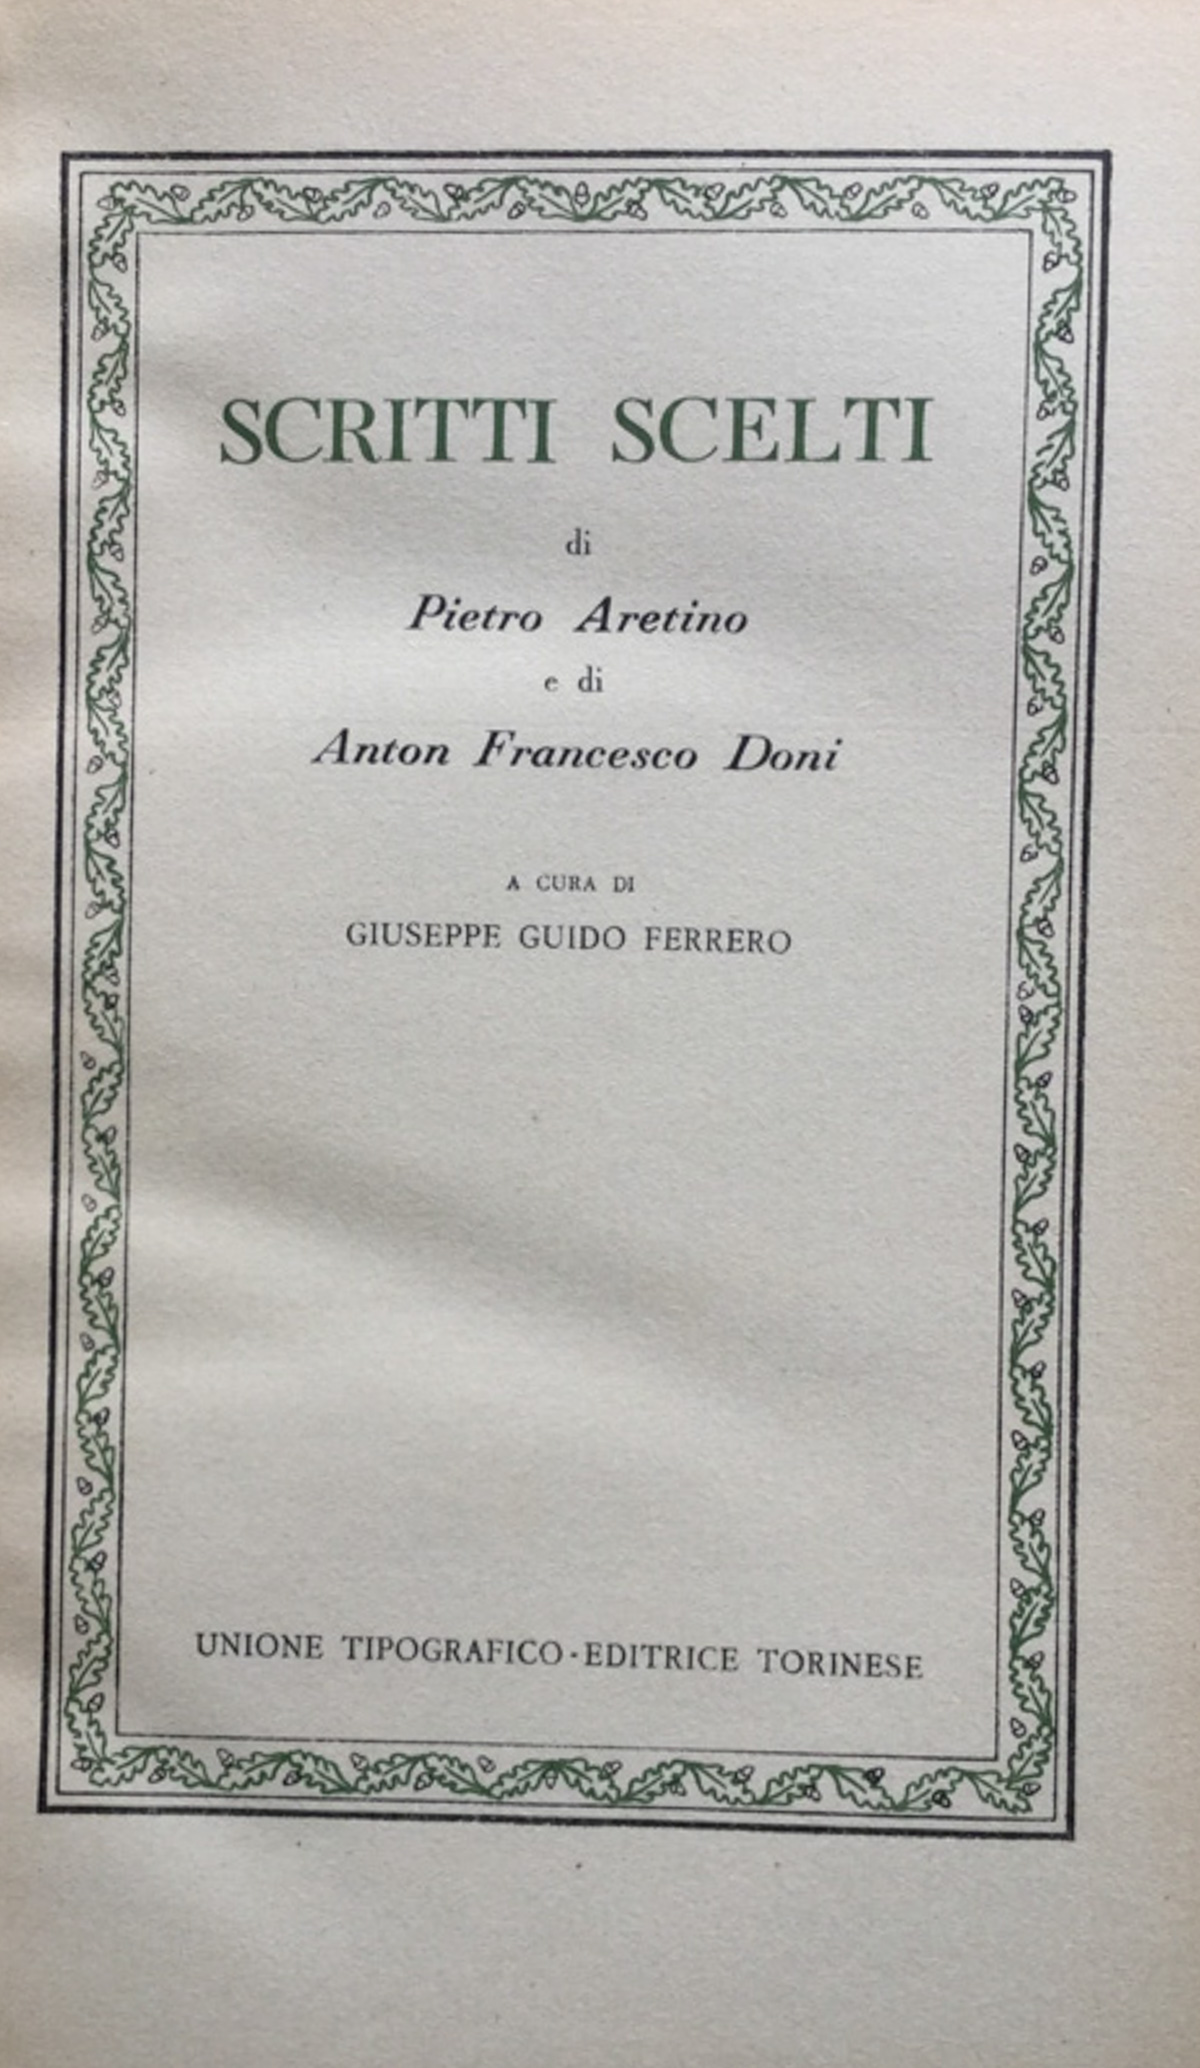 SCRITTI SCELTI
di
Pietro Aretino
e di
Anton Francesco Doni
A CURA DI
GIUSEPPE GUIDO FERRERO
UNIONE TIPOGRAFICO-EDITRICE TORINESE